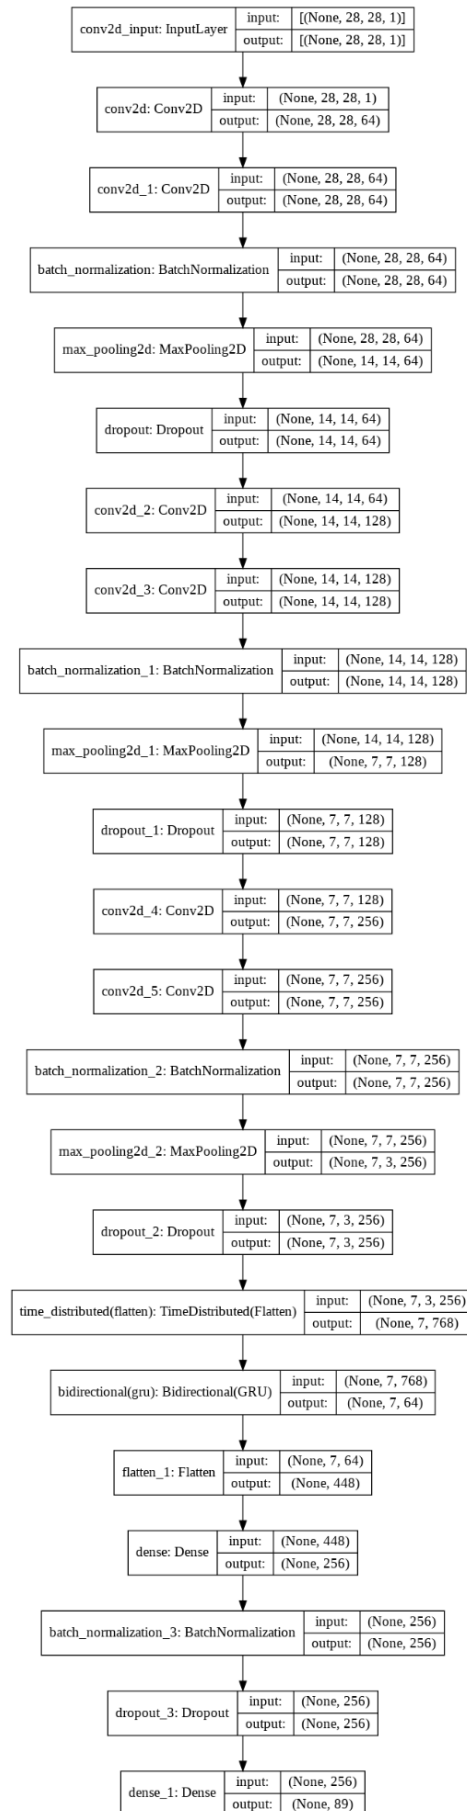 conv2d_input: InputLayer
input: [(None, 28, 28, 1)]
output: [(None, 28, 28, 1)]
conv2d: Conv2D
input: (None, 28, 28, 1)
output: (None, 28, 28, 64)
conv2d_1: Conv2D
input: (None, 28, 28, 64)
output: (None, 28, 28, 64)
batch_normalization: BatchNormalization
input: (None, 28, 28, 64)
output: (None, 28, 28, 64)
max_pooling2d: MaxPooling2D
input: (None, 28, 28, 64)
output: (None, 14, 14, 64)
dropout: Dropout
input: (None, 14, 14, 64)
output: (None, 14, 14, 64)
conv2d_2: Conv2D
input: (None, 14, 14, 64)
output: (None, 14, 14, 128)
conv2d_3: Conv2D
input: (None, 14, 14, 128)
output: (None, 14, 14, 128)
batch_normalization_1: BatchNormalization
input: (None, 14, 14, 128)
output: (None, 14, 14, 128)
max_pooling2d_1: MaxPooling2D
input: (None, 14, 14, 128)
output: (None, 7, 7, 128)
dropout_1: Dropout
input: (None, 7, 7, 128)
output: (None, 7, 7, 128)
conv2d_4: Conv2D
input: (None, 7, 7, 128)
output: (None, 7, 7, 256)
conv2d_5: Conv2D
input: (None, 7, 7, 256)
output: (None, 7, 7, 256)
batch_normalization_2: BatchNormalization
input: (None, 7, 7, 256)
output: (None, 7, 7, 256)
max_pooling2d_2: MaxPooling2D
input: (None, 7, 7, 256)
output: (None, 7, 3, 256)
dropout_2: Dropout
input: (None, 7, 3, 256)
output: (None, 7, 3, 256)
time_distributed(flatten): TimeDistributed(Flatten)
input: (None, 7, 3, 256)
output: (None, 7, 768)
bidirectional(gru): Bidirectional(GRU)
input: (None, 7, 768)
output: (None, 7, 64)
flatten_1: Flatten
input: (None, 7, 64)
output: (None, 448)
dense: Dense
input: (None, 448)
output: (None, 256)
batch_normalization_3: BatchNormalization
input: (None, 256)
output: (None, 256)
dropout_3: Dropout
input: (None, 256)
output: (None, 256)
dense_1: Dense
input: (None, 256)
output: (None, 89)